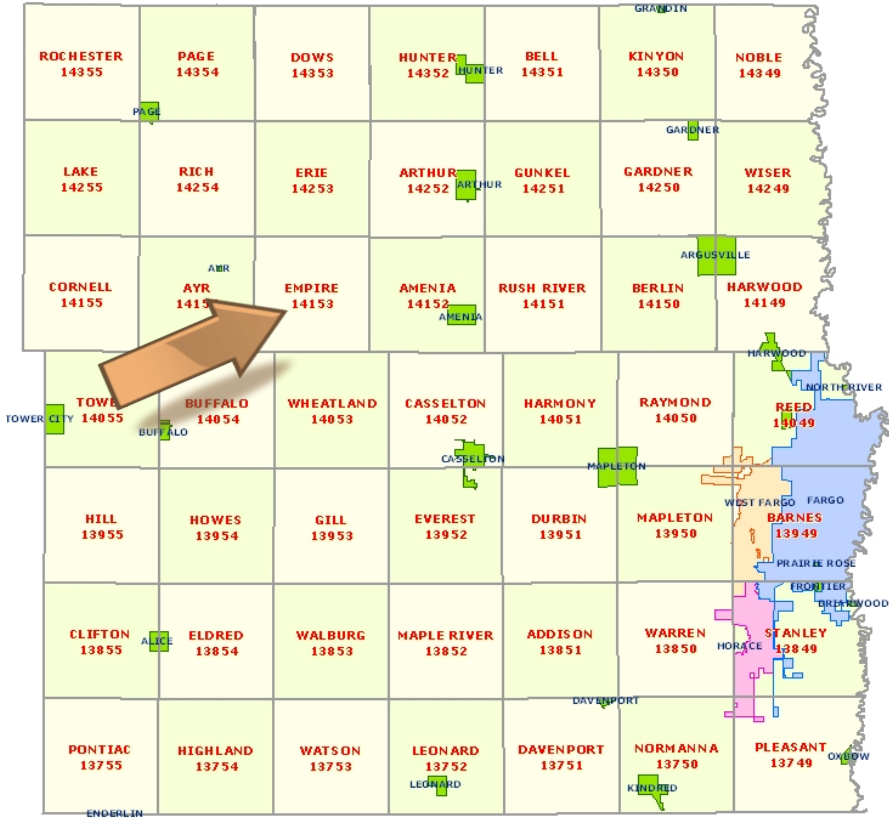 GRANDIN
ROCHESTER
14355
PAGE
14354
DOWS
14353
HUNTER
14352
HUNTER
BELL
14351
KINYON
14350
NOBLE
14349
PAGE
GARDNER
LAKE
14255
RICH
14254
ERIE
14253
ARTHUR
14252
ARTHUR
GUNKEL
14251
GARDNER
14250
WISER
14249
ARGUSVILLE
AYR
CORNELL
14155
AYR
EMPIRE
14153
AMENIA
14152
AMENIA
RUSH RIVER
14151
BERLIN
14150
HARWOOD
14149
HARWOOD
NORTH RIVER
TOWER CITY
14055
BUFFALO
14054
BUFFALO
WHEATLAND
14053
CASSELTON
14052
CASSELTON
HARMONY
14051
MAPLETON
RAYMOND
14050
REED
14049
WEST FARGO
FARGO
HILL
13955
HOWES
13954
GILL
13953
EVEREST
13952
DURBIN
13951
MAPLETON
13950
BARNES
13949
PRAIRIE ROSE
FRONTIER
BRIARWOOD
CLIFTON
13855
ALICE
ELDRED
13854
WALBURG
13853
MAPLE RIVER
13852
ADDISON
13851
WARREN
13850
HORACE
STANLEY
13849
DAVENPORT
PONTIAC
13755
HIGHLAND
13754
WATSON
13753
LEONARD
13752
LEONARD
DAVENPORT
13751
NORMANNA
13750
KINDRED
PLEASANT
13749
OXBOW
ENDERLIN